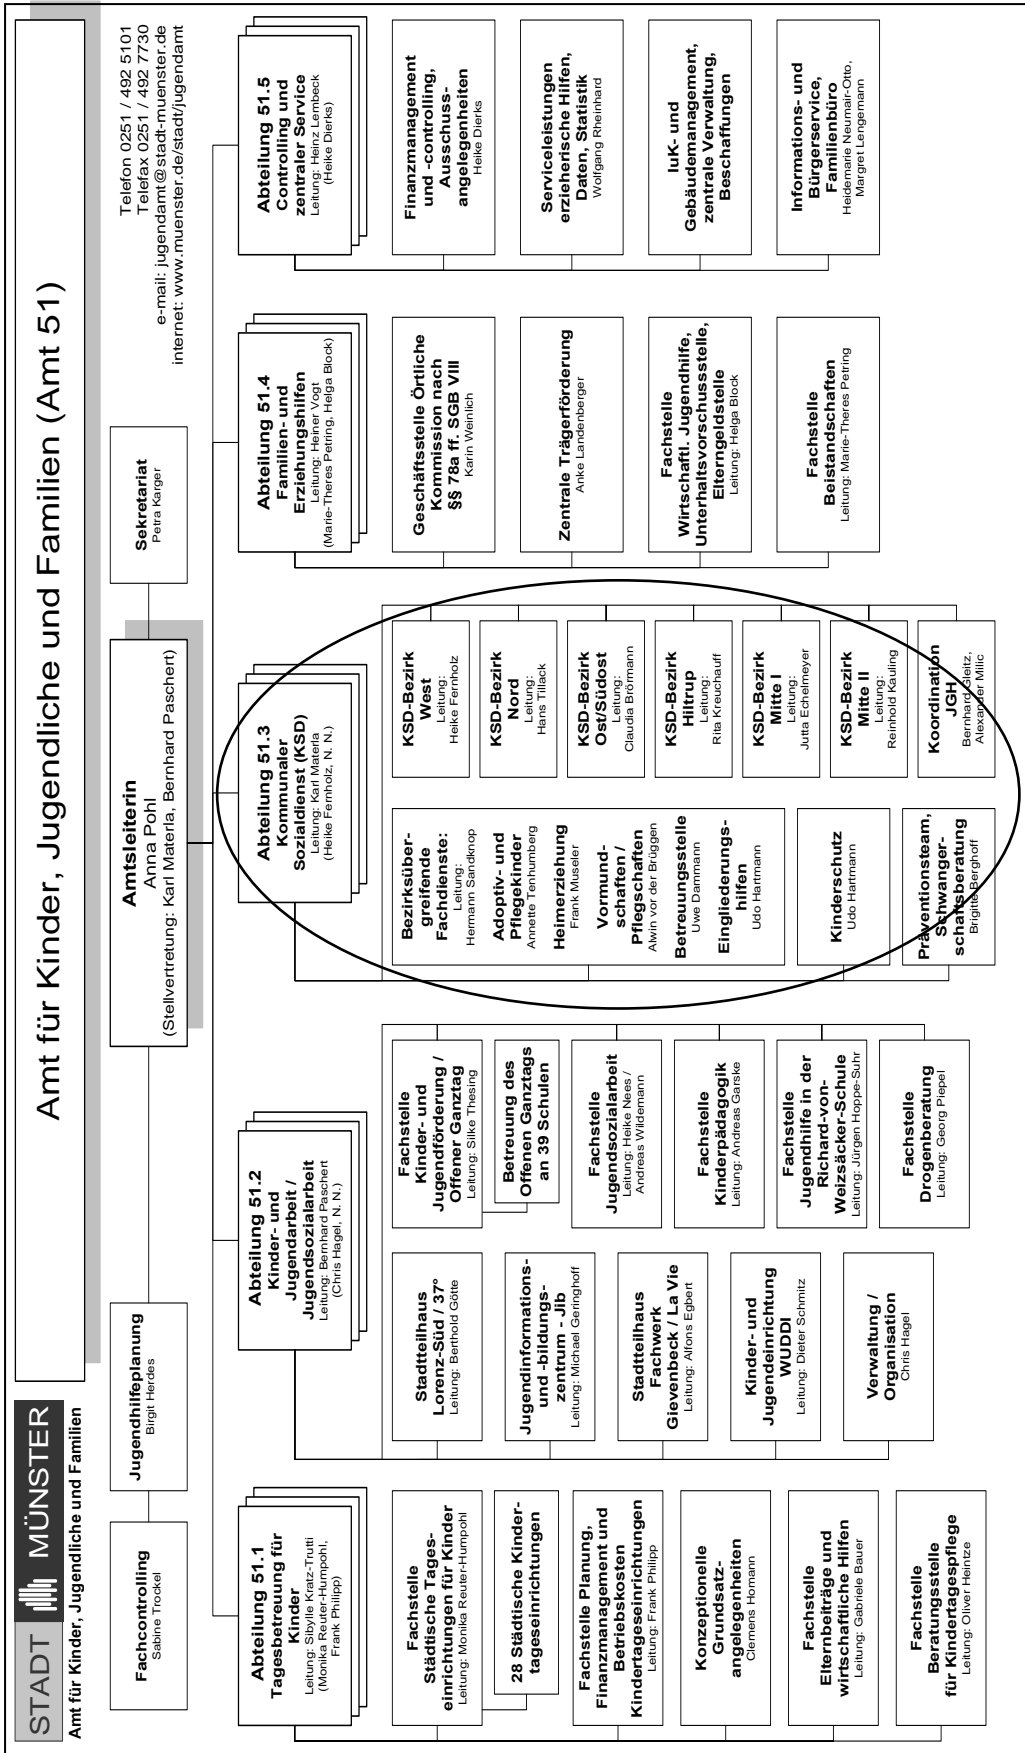 STADT MÜNSTER
Amt für Kinder, Jugendliche und Familien
Amt für Kinder, Jugendliche und Familien (Amt 51)
Telefon 0251 / 492 5101
Telefax 0251 / 492 7730
e-mail: jugendamt@stadt-muenster.de
internet: www.muenster.de/stadt/jugendamt
Fachcontrolling
Sabine Trockel
Jugendhilfeplanung
Birgit Herdes
Amtsleiterin
Anna Pohl
(Stellvertretung: Karl Materla, Bernhard Paschert)
Sekretariat
Petra Karger
Abteilung 51.1
Tagesbetreuung für
Kinder
Leitung: Sibylle Kratz-Trutti
(Monika Reuter-Humpohl,
Frank Philipp)
Fachstelle
Städtische Tages-
einrichtungen für Kinder
Leitung: Monika Reuter-Humpohl
28 Städtische Kinder-
tageseinrichtungen
Fachstelle Planung,
Finanzmanagement und
Betriebskosten
Kindertageseinrichtungen
Leitung: Frank Philipp
Konzeptionelle
Grundsatz-
angelegenheiten
Clemens Homann
Fachstelle
Elternbeiträge und
wirtschaftliche Hilfen
Leitung: Gabriele Bauer
Fachstelle
Beratungsstelle
für Kindertagespflege
Leitung: Oliver Heintze
Abteilung 51.2
Kinder- und
Jugendarbeit /
Jugendsozialarbeit
Leitung: Bernhard Paschert
(Chris Hagel, N. N.)
Stadtteilhaus
Lorenz-Süd / 37°
Leitung: Berthold Götte
Jugendinformations-
und -bildungs-
zentrum - Jib
Leitung: Michael Geringhoff
Stadtteilhaus
Fachwerk
Gievenbeck / La Vie
Leitung: Alfons Egbert
Kinder- und
Jugendeinrichtung
WUDDI
Leitung: Dieter Schmitz
Verwaltung /
Organisation
Chris Hagel
Fachstelle
Kinder- und
Jugendförderung /
Offener Ganztag
Leitung: Silke Thesing
Betreuung des
Offenen Ganztags
an 39 Schulen
Fachstelle
Jugendsozialarbeit
Leitung: Heike Nees /
Andreas Wildemann
Fachstelle
Kinderpädagogik
Leitung: Andreas Garske
Fachstelle
Jugendhilfe in der
Richard-von-
Weizsäcker-Schule
Leitung: Jürgen Hoppe-Suhr
Fachstelle
Drogenberatung
Leitung: Georg Piepel
Abteilung 51.3
Kommunaler
Sozialdienst (KSD)
Leitung: Karl Materla
(Heike Fernholz, N. N.)
Bezirksüber-
greifende
Fachdienste:
Leitung:
Hermann Sandknop
Adoptiv- und
Pflegekinder
Annette Tenhumberg
Heimerziehung
Frank Museler
Vormund-
schaften /
Pflegschaften
Alwin vor der Brüggen
Betreuungsstelle
Uwe Dammann
Eingliederungs-
hilfen
Udo Hartmann
Kinderschutz
Udo Hartmann
Präventionsteam,
Schwanger-
schaftsberatung
Brigitte Berghoff
KSD-Bezirk
West
Leitung:
Heike Fernholz
KSD-Bezirk
Nord
Leitung:
Hans Tillack
KSD-Bezirk
Ost/Südost
Leitung:
Claudia Brörmann
KSD-Bezirk
Hiltrup
Leitung:
Rita Kreuchauff
KSD-Bezirk
Mitte I
Leitung:
Jutta Echelmeyer
KSD-Bezirk
Mitte II
Leitung:
Reinhold Kauling
Koordination
JGH
Bernhard Gleitz,
Alexander Milic
Abteilung 51.4
Familien- und
Erziehungshilfen
Leitung: Heiner Vogt
(Marie-Theres Petring, Helga Block)
Geschäftsstelle Örtliche
Kommission nach
§§ 78a ff. SGB VIII
Karin Weinlich
Zentrale Trägerförderung
Anke Landenberger
Fachstelle
Wirtschaftl. Jugendhilfe,
Unterhaltsvorschussstelle,
Elterngeldstelle
Leitung: Helga Block
Fachstelle
Beistandschaften
Leitung: Marie-Theres Petring
Abteilung 51.5
Controlling und
zentraler Service
Leitung: Heinz Lembeck
(Heike Dierks)
Finanzmanagement
und -controlling,
Ausschuss-
angelegenheiten
Heike Dierks
Serviceleistungen
erzieherische Hilfen,
Daten, Statistik
Wolfgang Rheinhard
IuK- und
Gebäudemanagement,
zentrale Verwaltung,
Beschaffungen
Informations- und
Bürgerservice,
Familienbüro
Heidemarie Neumair-Otto,
Margret Lengemann